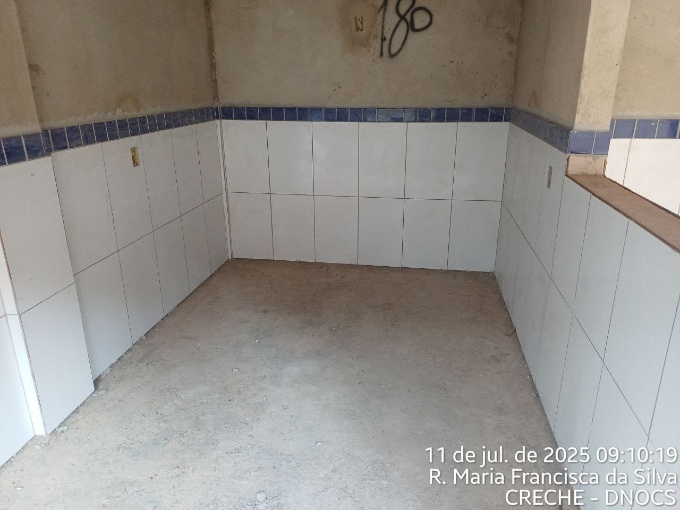 180
11 de jul. de 2025 09:10:19
R. Maria Francisca da Silva
CRECHE - DNOCS